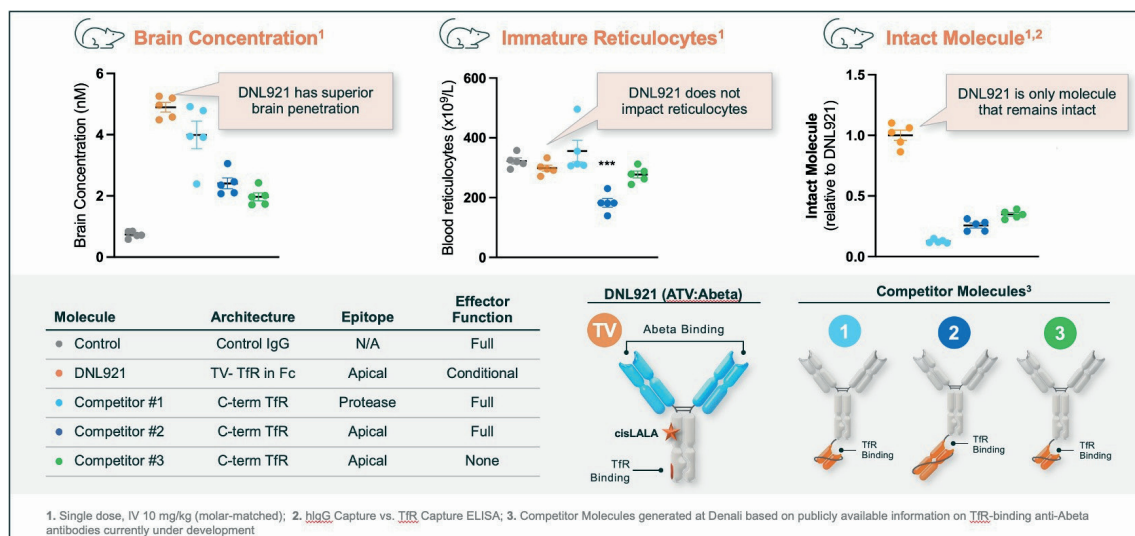 Brain Concentration1
Immature Reticulocytes1
Intact Molecule1,2
Brain Concentration (nM)
6
4
2
0
DNL921 has superior
brain penetration
Blood reticulocytes (x109/L)
600
400
200
0
DNL921 does not
impact reticulocytes
***
Intact Molecule
(relative to DNL921)
1.5
1.0
0.5
0.0
DNL921 is only molecule
that remains intact
Molecule Architecture Epitope Effector Function
Control Control IgG N/A Full
DNL921 TV- TfR in Fc Apical Conditional
Competitor #1 C-term TfR Protease Full
Competitor #2 C-term TfR Apical Full
Competitor #3 C-term TfR Apical None
DNL921 (ATV:Abeta)
TV
Abeta Binding
cisLALA
TfR
Binding
Competitor Molecules3
1 2 3
TfR
Binding
TfR
Binding
TfR
Binding
1. Single dose, IV 10 mg/kg (molar-matched); 2. hIgG Capture vs. TfR Capture ELISA; 3. Competitor Molecules generated at Denali based on publicly available information on TfR-binding anti-Abeta
antibodies currently under development